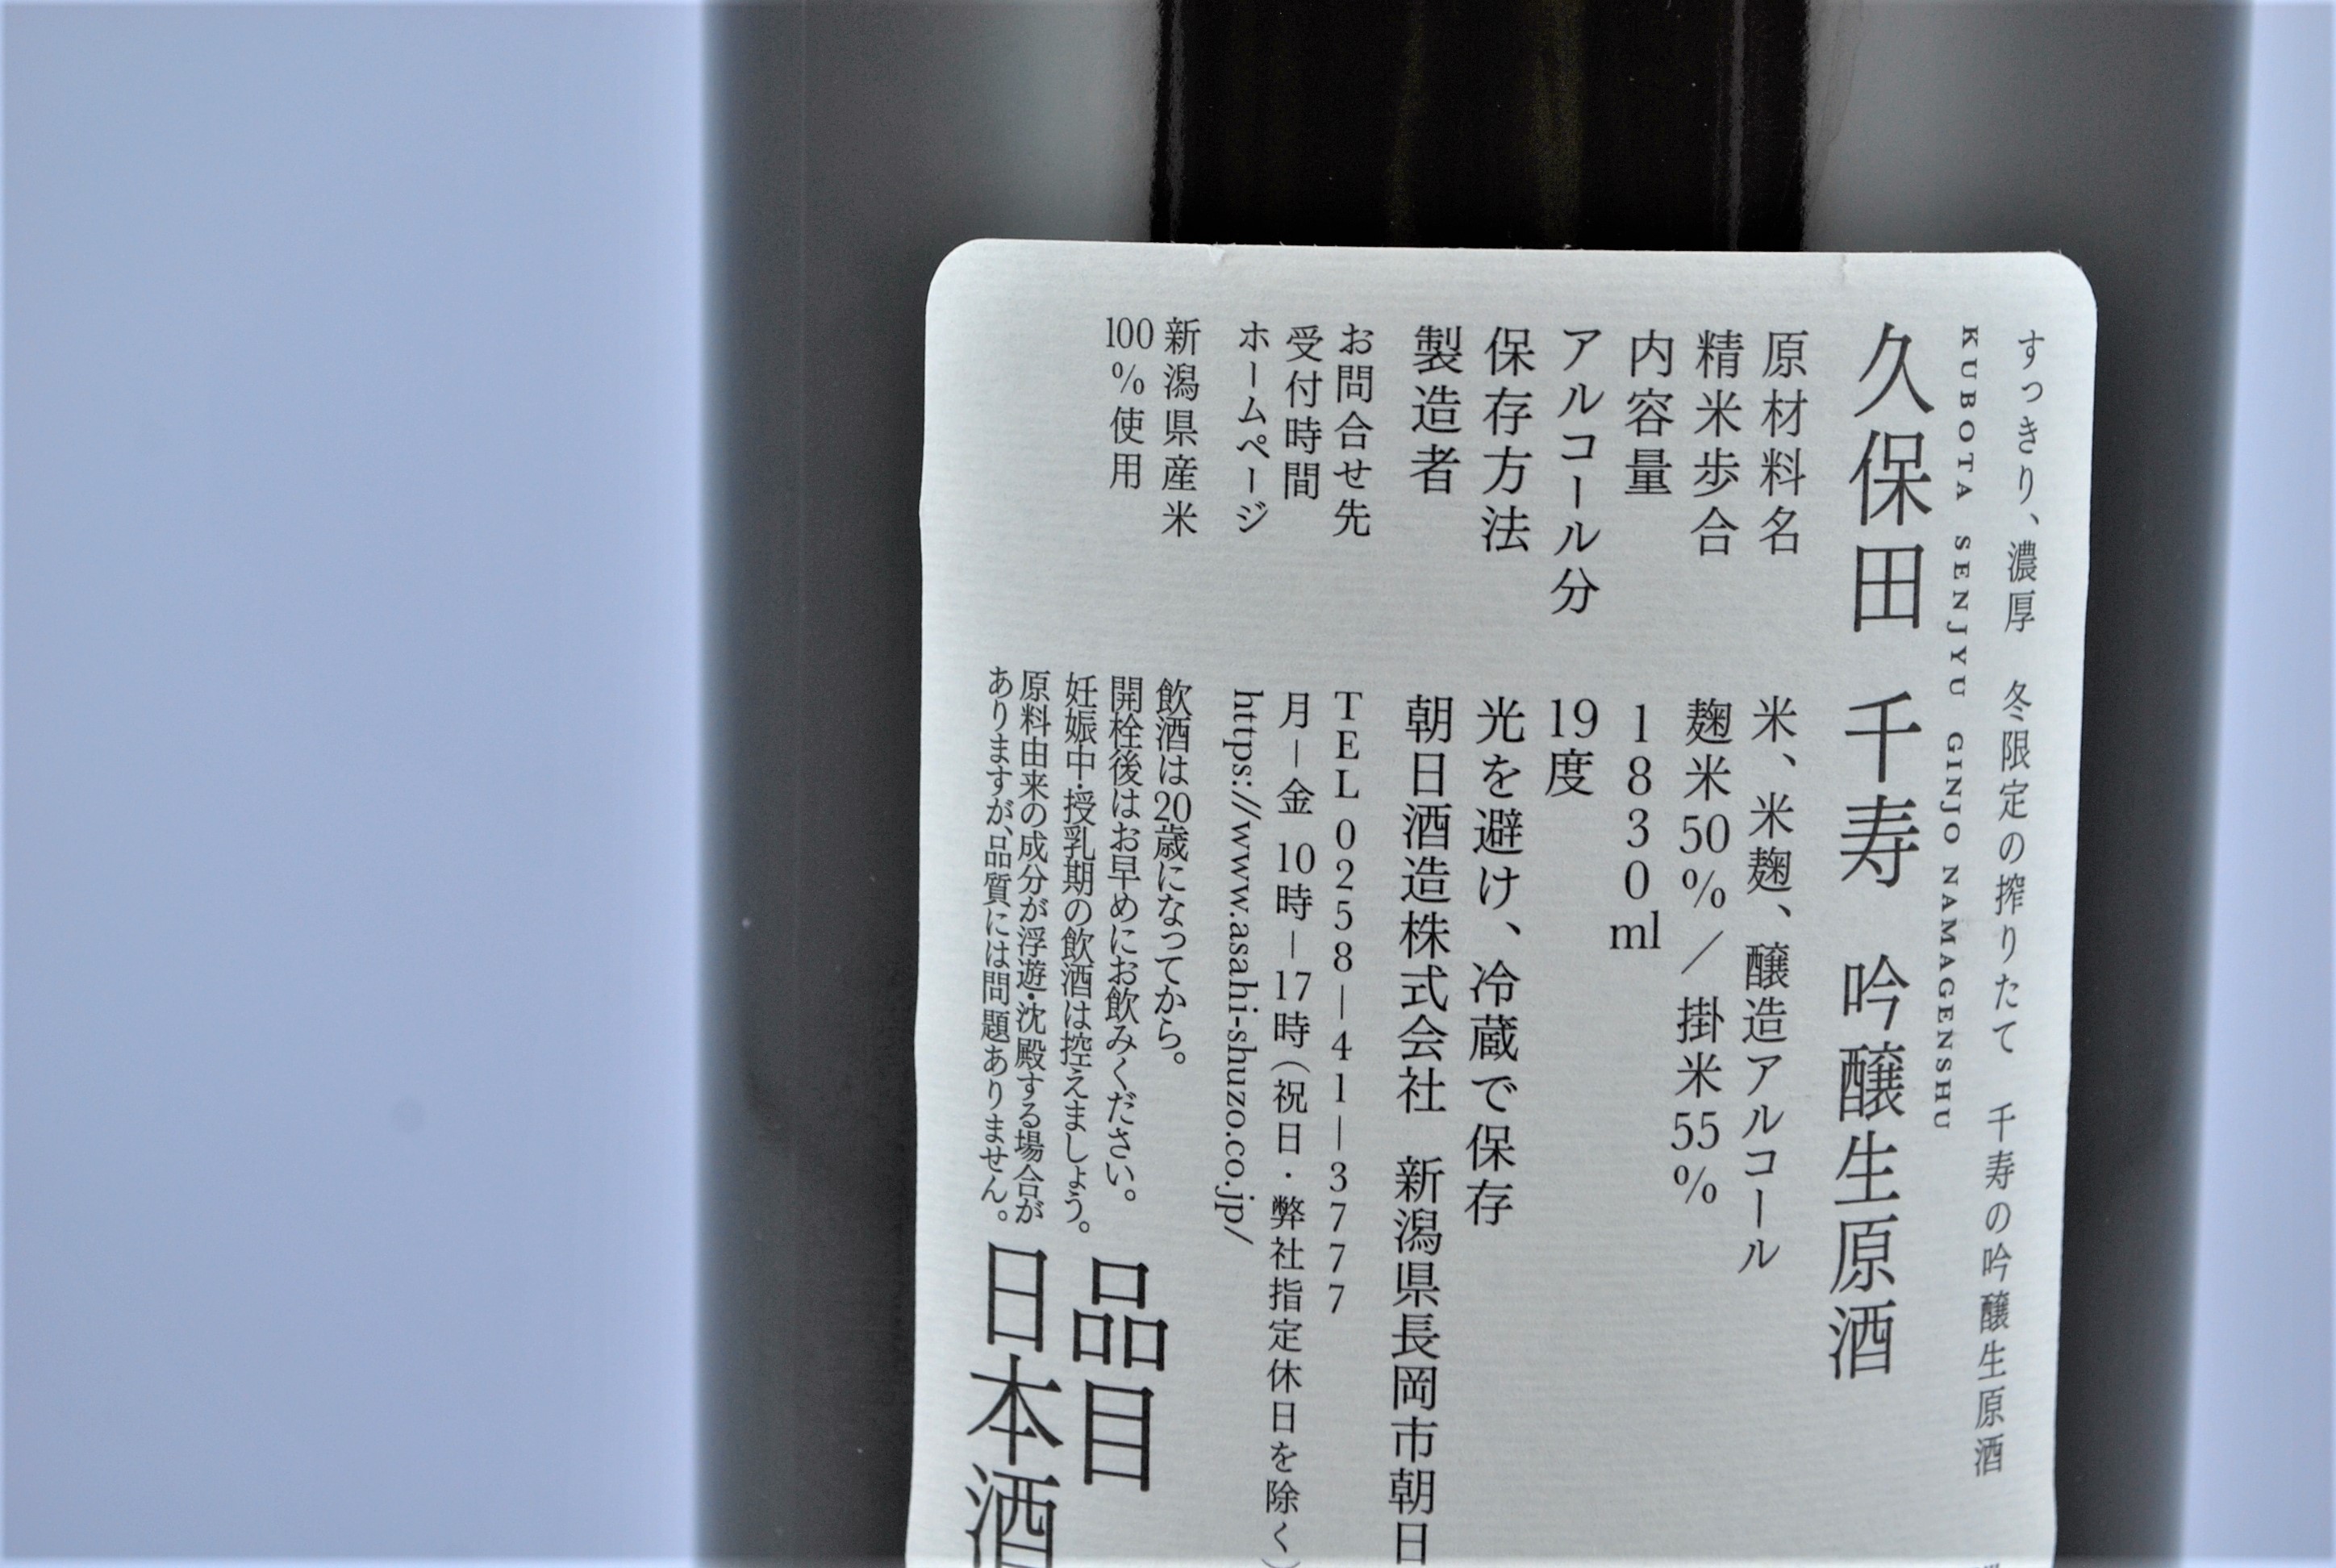 すっきり、濃厚 冬限定の搾りたて 千寿の吟醸生原酒
KUBOTA SENJYU GINJO NAMAGENSHU
久保田 千寿 吟醸生原酒
原材料名 米、米麹、醸造アルコール
精米歩合 麹米50%/掛米55%
内容量 1830ml
アルコール分 19度
保存方法 光を避け、冷蔵で保存
製造者 朝日酒造株式会社 新潟県長岡市朝日
お問合せ先 TEL0258-41-3777
受付時間 月-金 10時-17時(祝日・弊社指定休日を除く)
ホームページ https://www.asahi-shuzo.co.jp/
新潟県産米
100%使用
飲酒は20歳になってから。
開栓後はお早めにお飲みください。
妊娠中・授乳期の飲酒は控えましょう。
原料由来の成分が浮遊・沈殿する場合が
ありますが、品質には問題ありません。
品目
日本酒